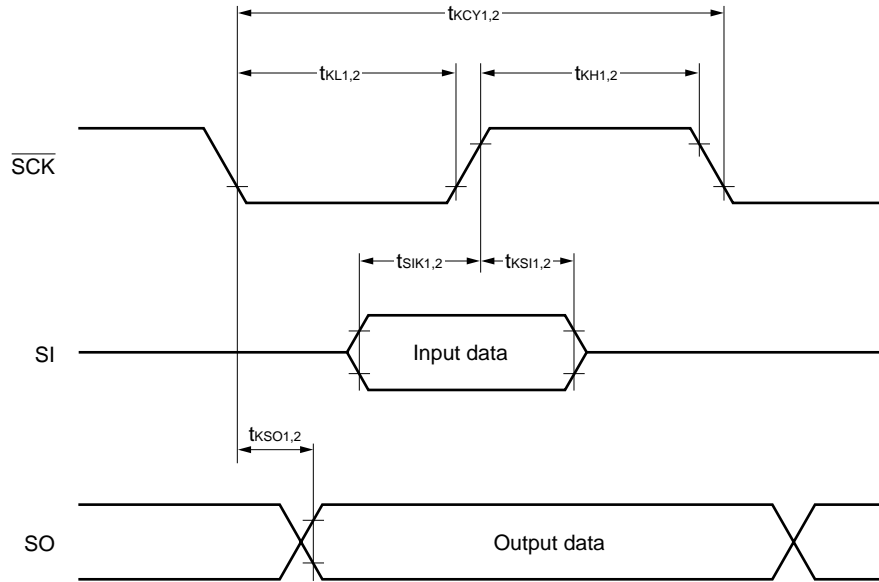 tKCY1,2
tKL1,2 tKH1,2
SCK
tSIK1,2 tKSI1,2
SI Input data
tKSO1,2
SO Output data